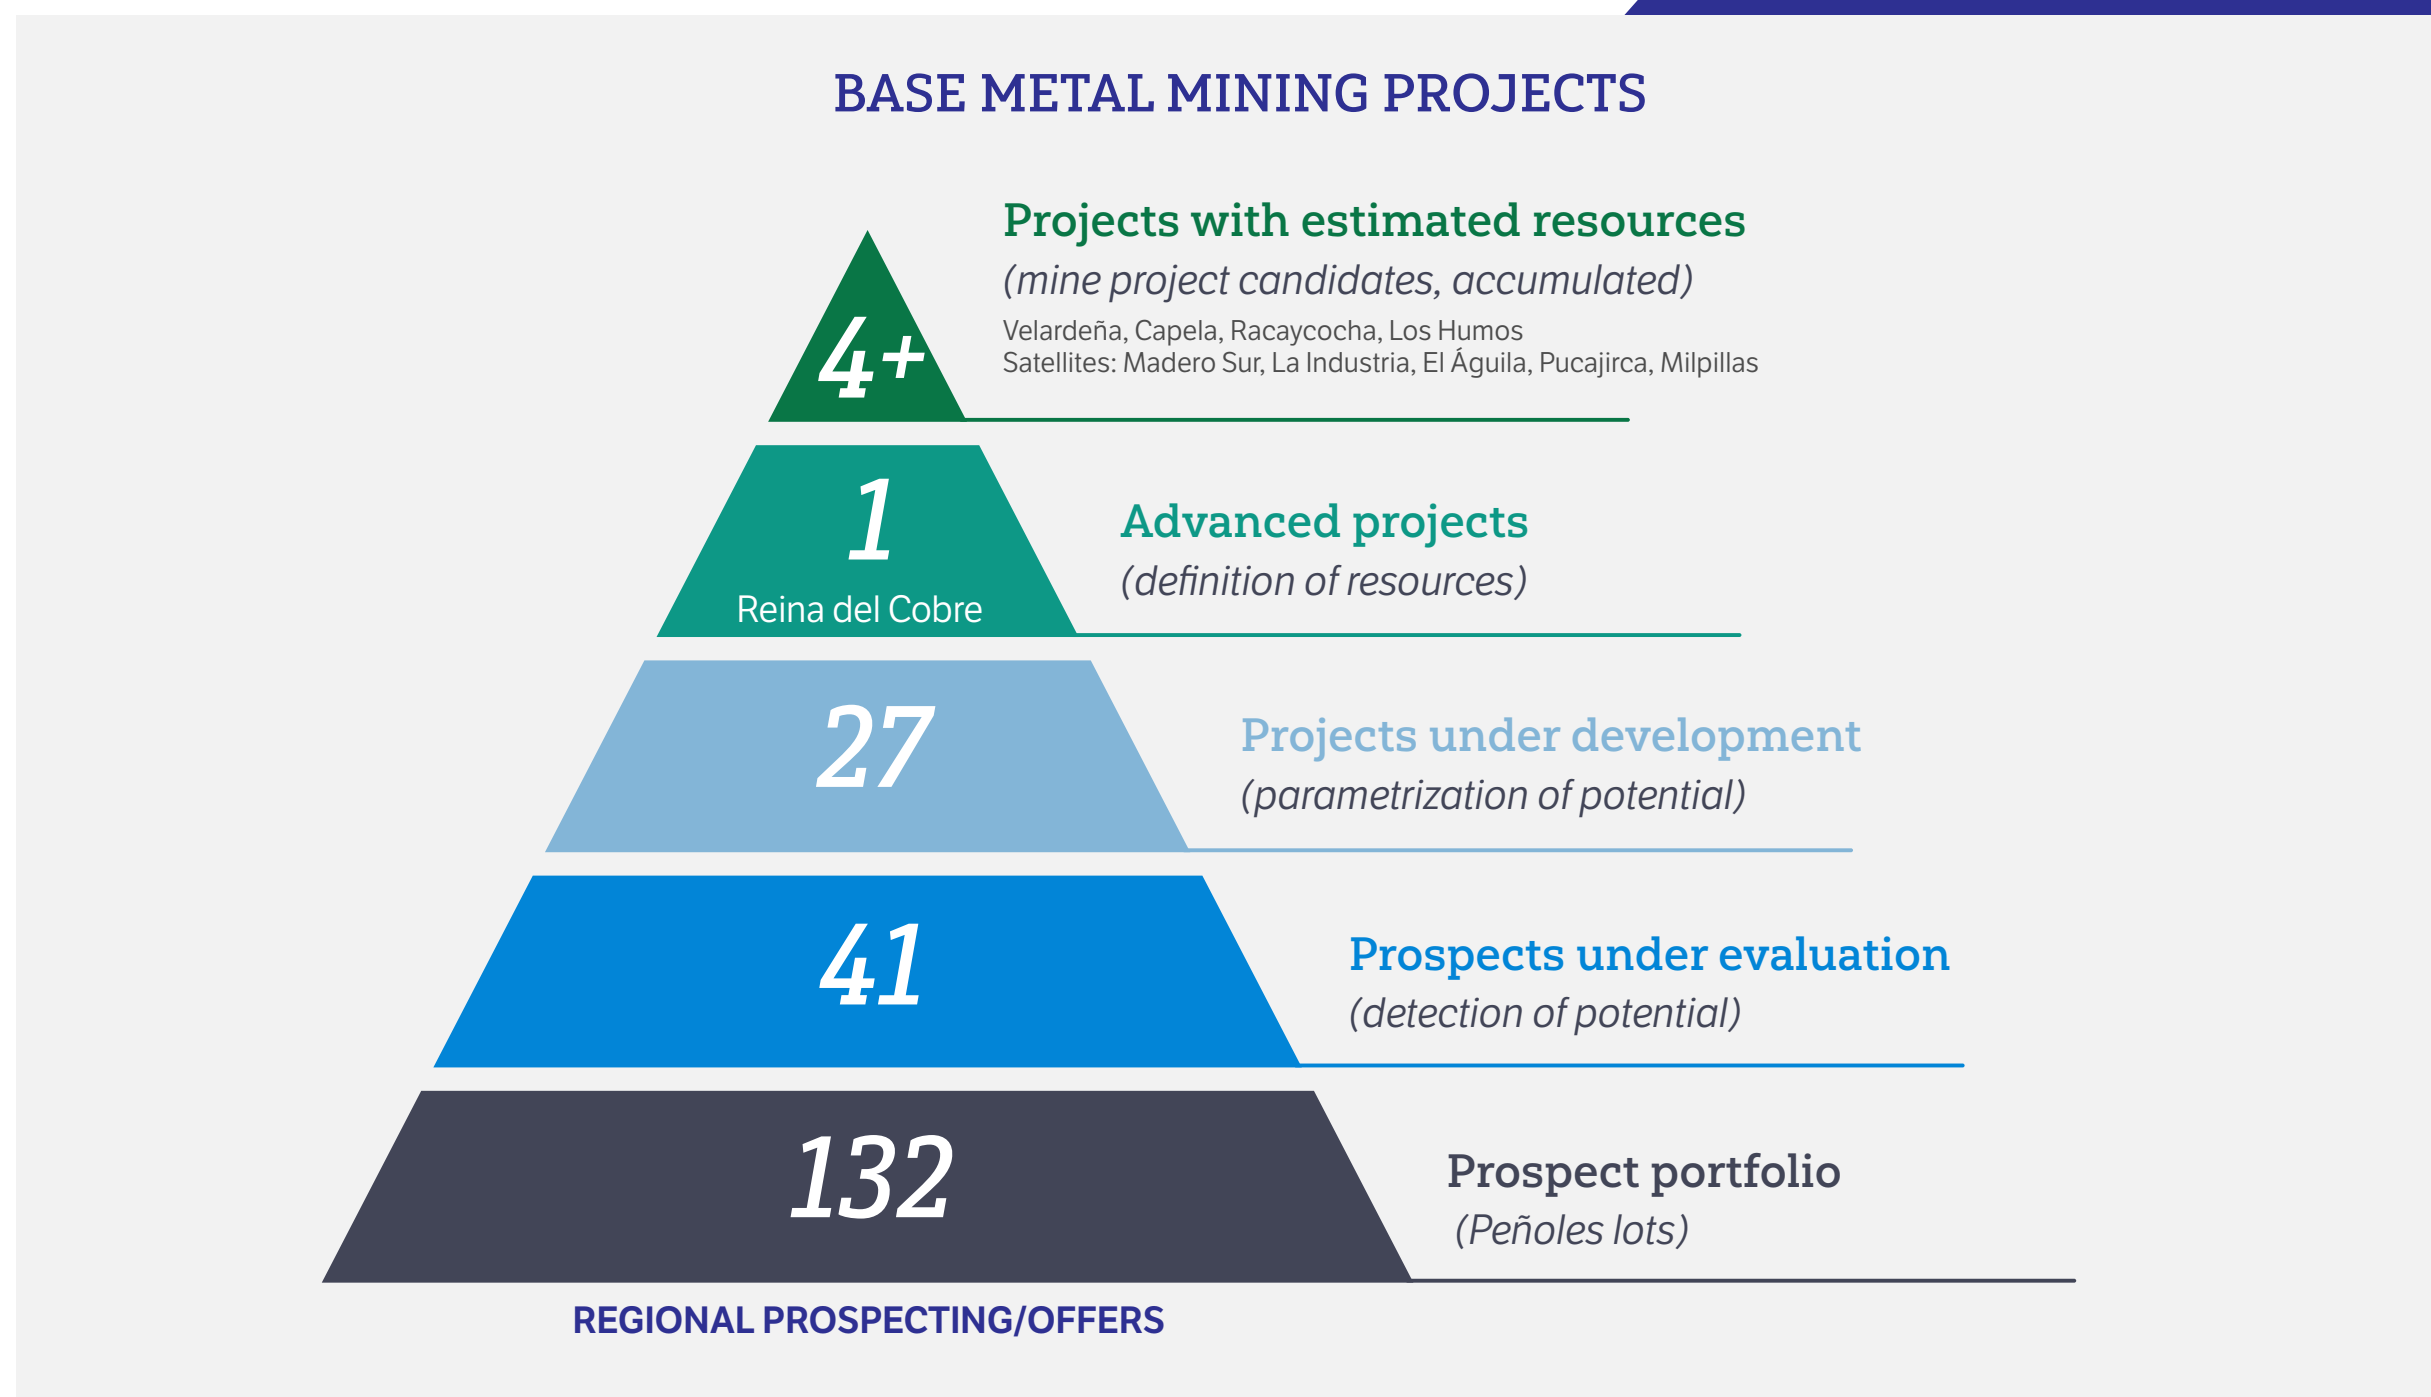 BASE METAL MINING PROJECTS
Projects with estimated resources
(mine project candidates, accumulated)
Velardeña, Capela, Racaycocha, Los Humos
Satellites: Madero Sur, La Industria, El Águila, Pucajirca, Milpillas
4+
1
Reina del Cobre
Advanced projects
(definition of resources)
27
Projects under development
(parametrization of potential)
41
Prospects under evaluation
(detection of potential)
132
Prospect portfolio
(Peñoles lots)
REGIONAL PROSPECTING/OFFERS